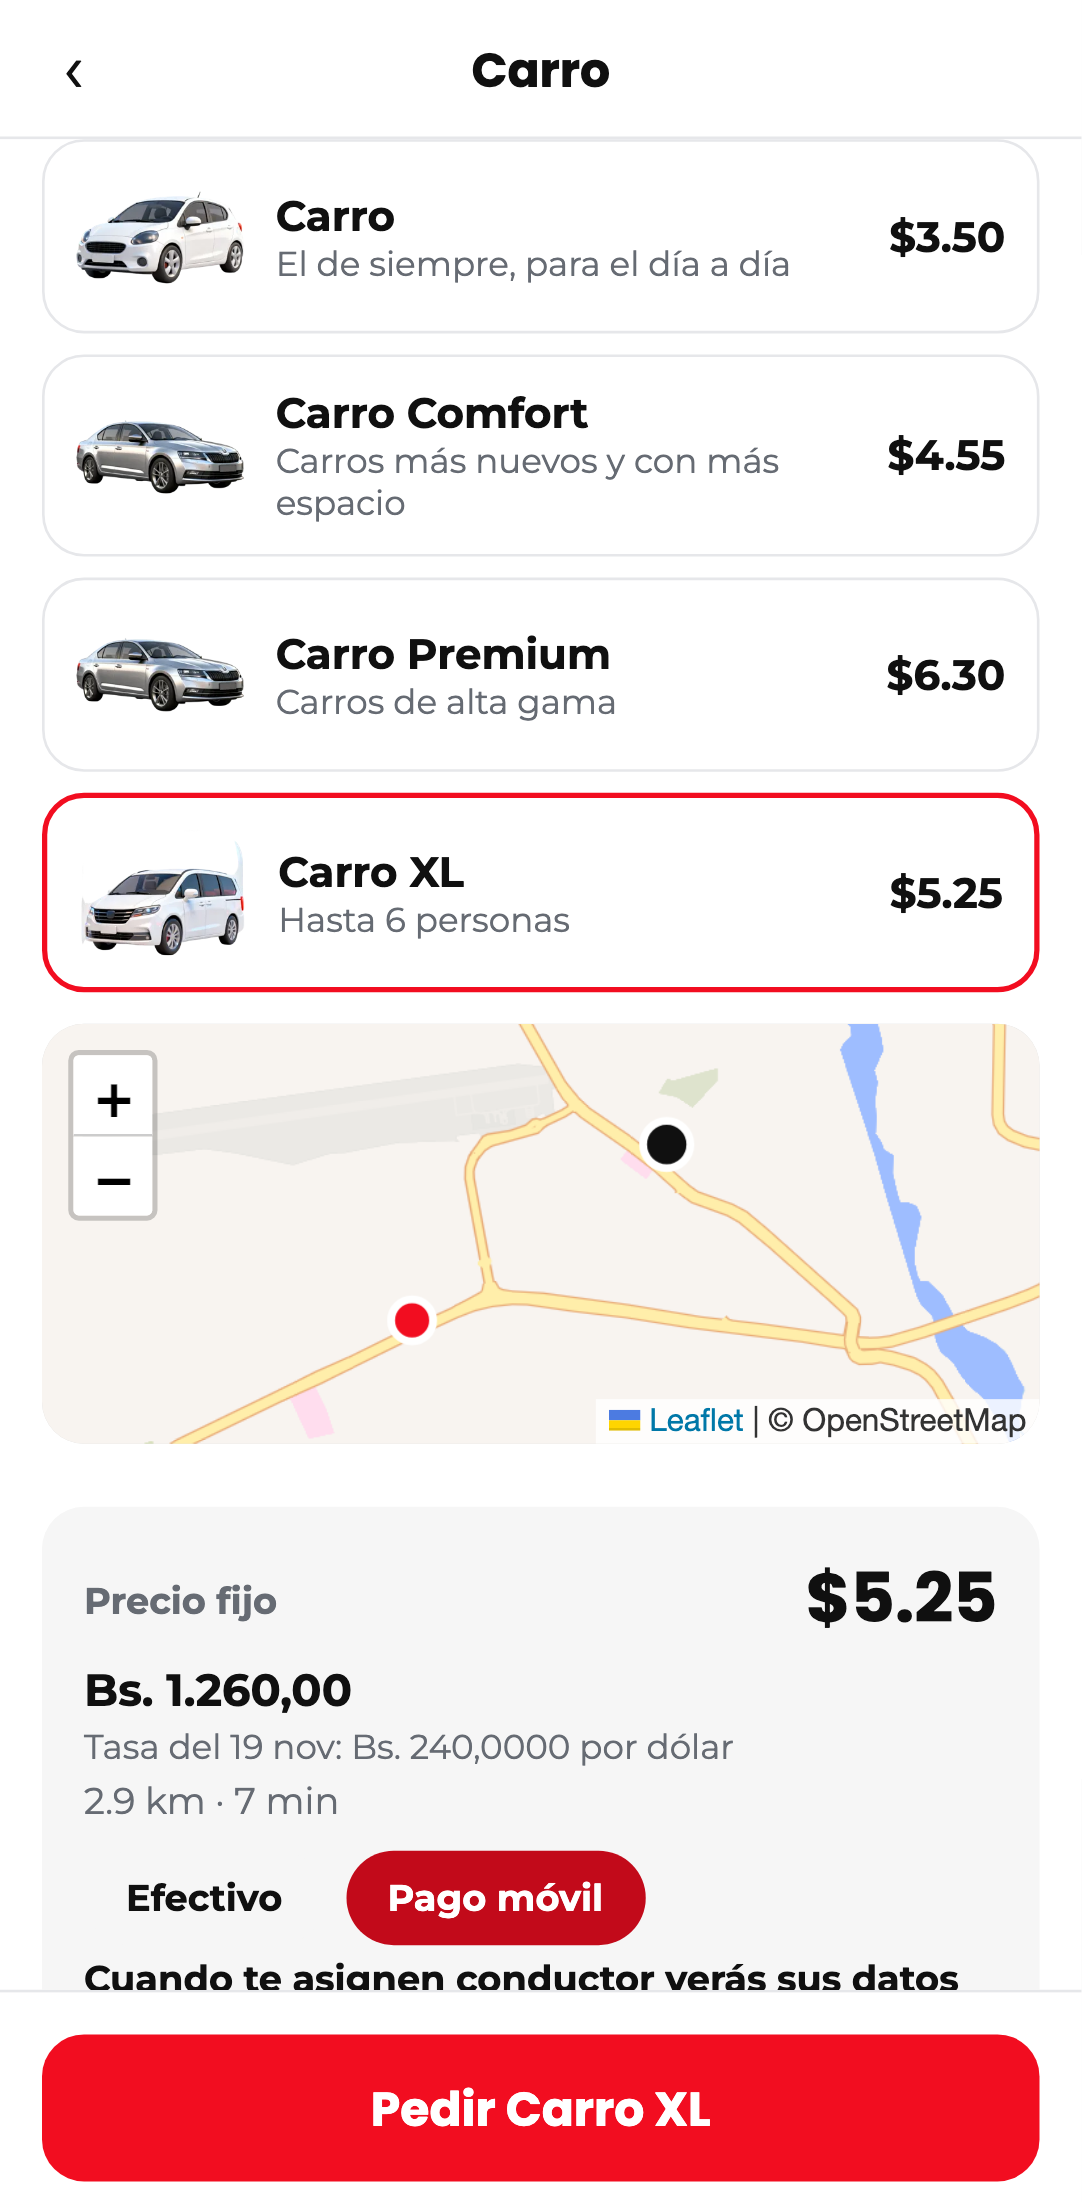 ‹
Carro
Carro
El de siempre, para el día a día
$3.50
Carro Comfort
Carros más nuevos y con más
espacio
$4.55
Carro Premium
Carros de alta gama
$6.30
Carro XL
Hasta 6 personas
$5.25
+
−
Leaflet | © OpenStreetMap
Precio fijo
$5.25
Bs. 1.260,00
Tasa del 19 nov: Bs. 240,0000 por dólar
2.9 km · 7 min
Efectivo
Pago móvil
Cuando te asignen conductor verás sus datos
Pedir Carro XL